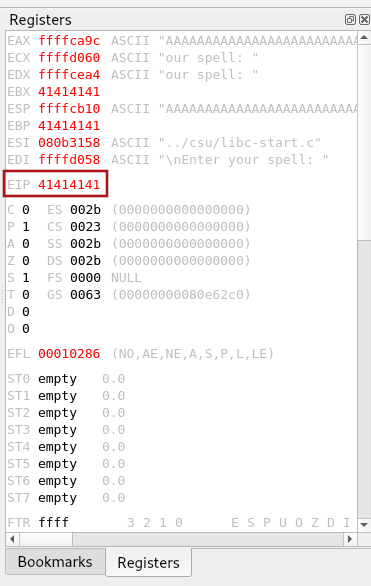 Registers
EAX ffffca9c ASCII "AAAAAAAAAAAAAAAAAAAAAAAAA
ECX ffffd060 ASCII "our spell: "
EDX ffffcea4 ASCII "our spell: "
EBX 41414141
ESP ffffcb10 ASCII "AAAAAAAAAAAAAAAAAAAAAAAAA
EBP 41414141
ESI 080b3158 ASCII "../csu/libc-start.c"
EDI ffffd058 ASCII "\nEnter your spell: "
EIP 41414141
C 0 ES 002b (0000000000000000)
P 1 CS 0023 (0000000000000000)
A 0 SS 002b (0000000000000000)
Z 0 DS 002b (0000000000000000)
S 1 FS 0000 NULL
T 0 GS 0063 (00000000080e62c0)
D 0
O 0
EFL 00010286 (NO,AE,NE,A,S,P,L,LE)
ST0 empty 0.0
ST1 empty 0.0
ST2 empty 0.0
ST3 empty 0.0
ST4 empty 0.0
ST5 empty 0.0
ST6 empty 0.0
ST7 empty 0.0
FTR ffff 3 2 1 0 E S P U O Z D I
Bookmarks Registers